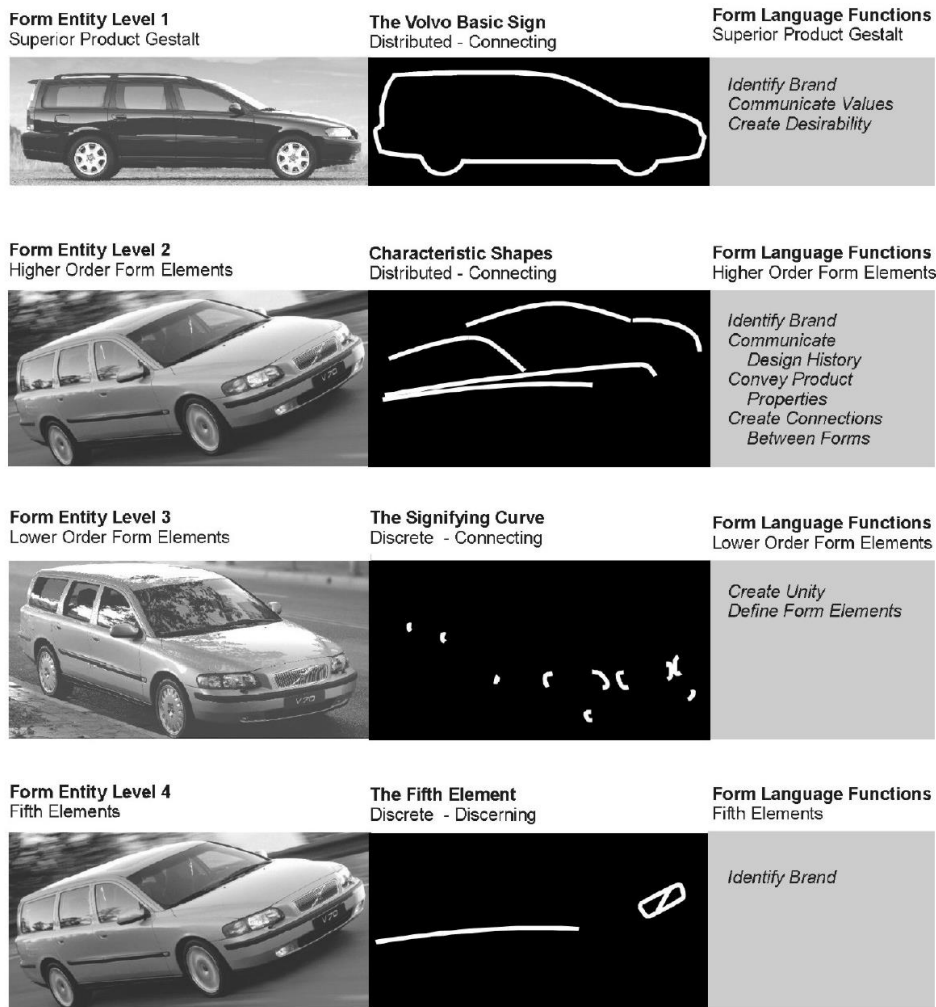 Form Entity Level 1
Superior Product Gestalt
The Volvo Basic Sign
Distributed - Connecting
Form Language Functions
Superior Product Gestalt
Identify Brand
Communicate Values
Create Desirability
Form Entity Level 2
Higher Order Form Elements
Characteristic Shapes
Distributed - Connecting
Form Language Functions
Higher Order Form Elements
V70
Identify Brand
Communicate
Design History
Convey Product
Properties
Create Connections
Between Forms
Form Entity Level 3
Lower Order Form Elements
The Signifying Curve
Discrete - Connecting
Form Language Functions
Lower Order Form Elements
V70
Create Unity
Define Form Elements
Form Entity Level 4
Fifth Elements
The Fifth Element
Discrete - Discerning
Form Language Functions
Fifth Elements
V70
Identify Brand